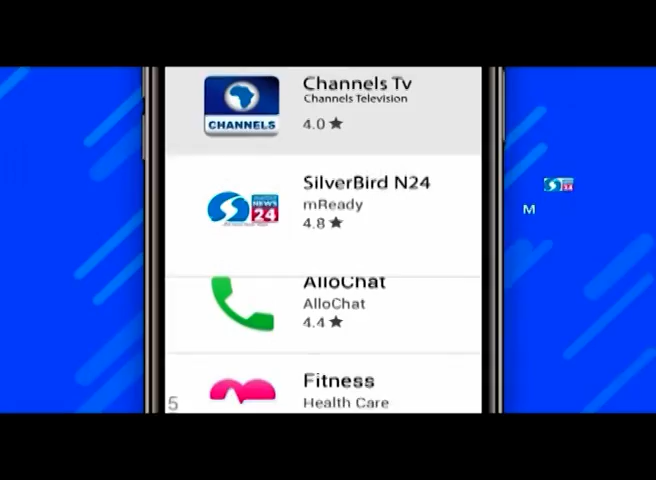 Channels Tv
Channels Television
4.0
CHANNELS
SilverBird N24
mReady
NEWS
24
4.8
M
AlloChat
AlloChat
4.4
Fitness
Health Care
5